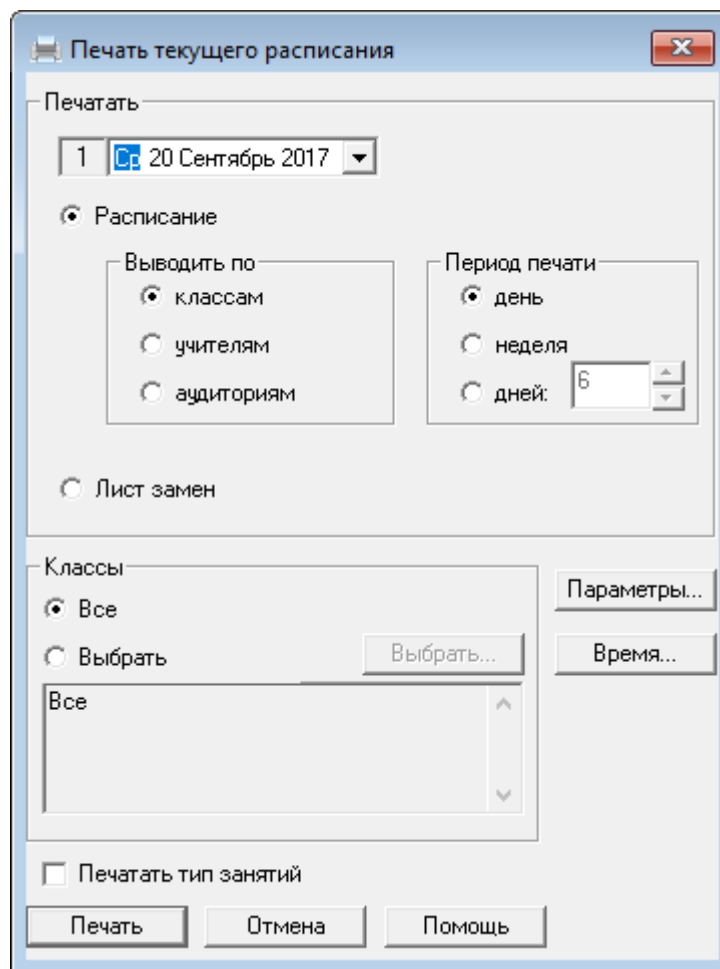 Печать текущего расписания
Печатать
1 Ср 20 Сентябрь 2017
Расписание
Выводить по
Период печати
классам
день
учителям
неделя
аудиториям
дней: 6
Лист замен
Классы
Параметры...
Все
Выбрать
Выбрать...
Время...
Все
Печатать тип занятий
Печать
Отмена
Помощь